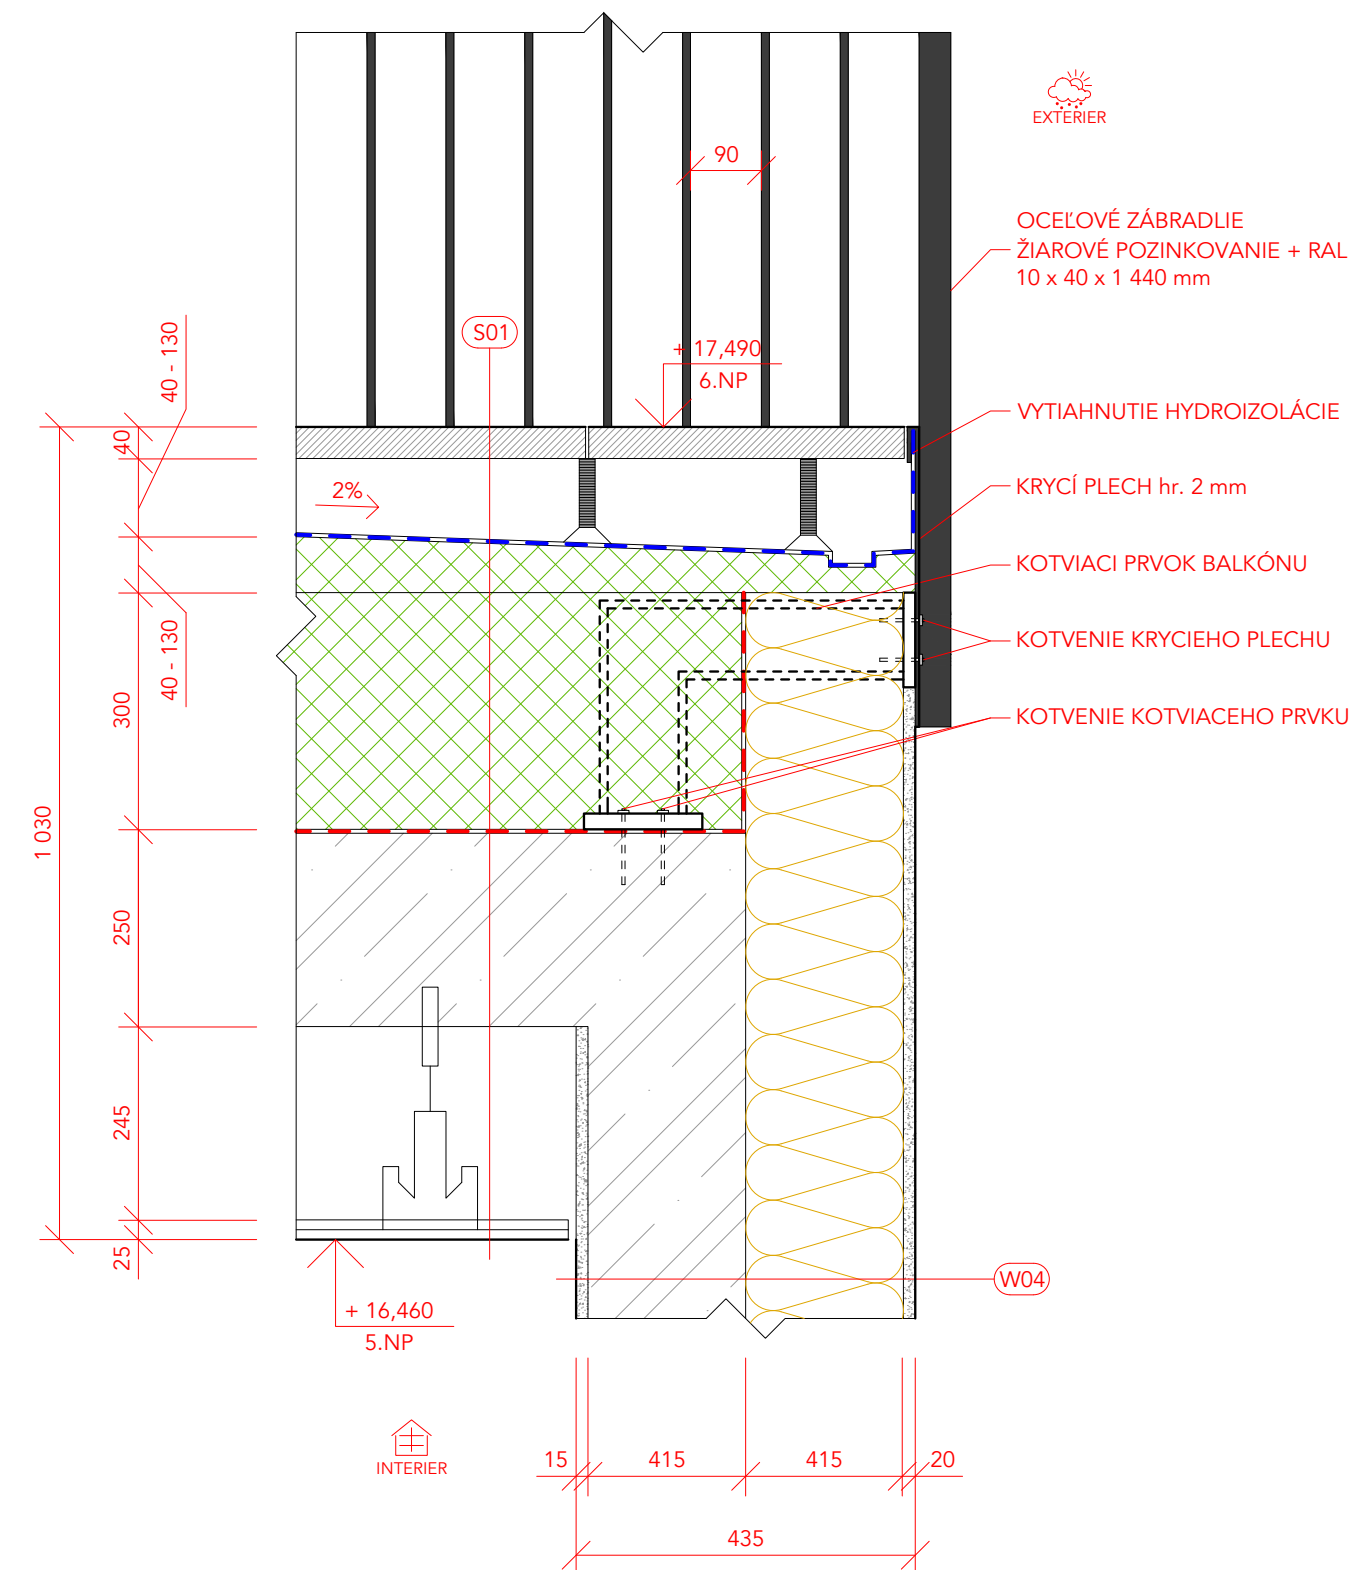 EXTERIER
90
OCEĽOVÉ ZÁBRADLIE
ŽIAROVÉ POZINKOVANIE + RAL
10 x 40 x 1 440 mm
S01
40 - 130
+ 17,490
6.NP
VYTIAHNUTIE HYDROIZOLÁCIE
40
2%
KRYCÍ PLECH hr. 2 mm
KOTVIACI PRVOK BALKÓNU
KOTVENIE KRYCIEHO PLECHU
40 - 130
300
KOTVENIE KOTVIACEHO PRVKU
1 030
250
245
25
W04
+ 16,460
5.NP
INTERIER
15
415
415
20
435